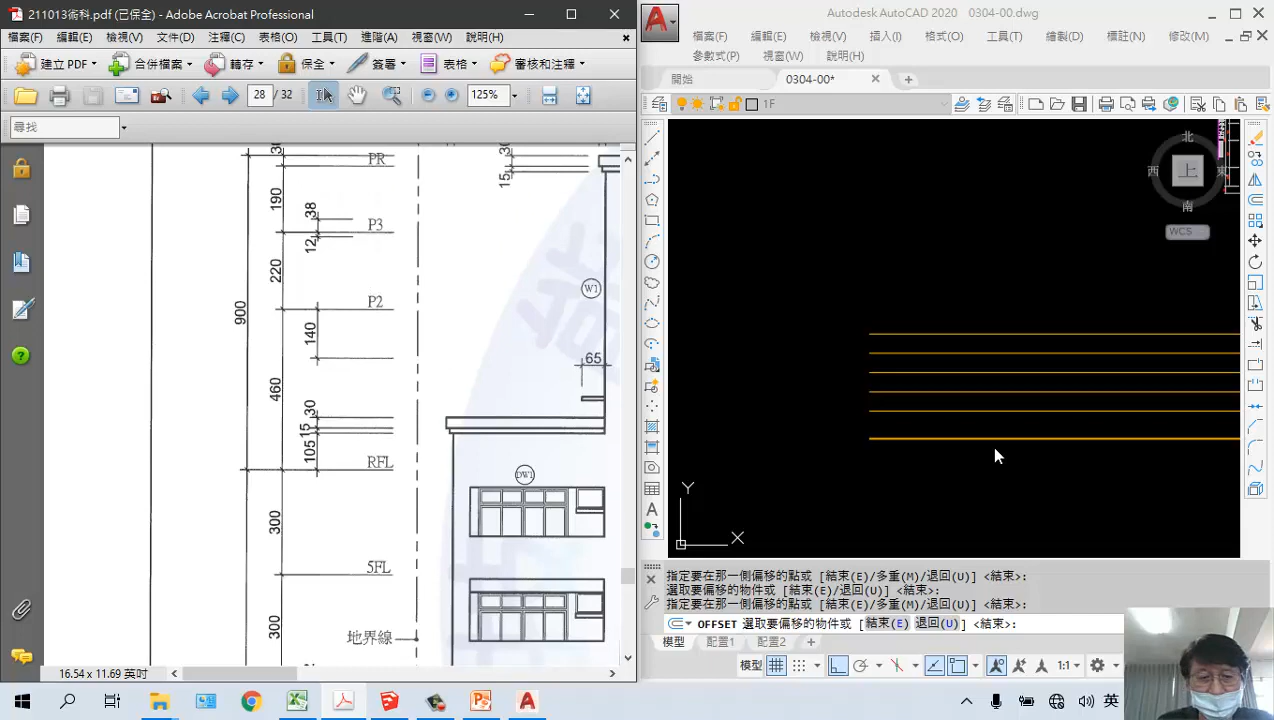 211013術科.pdf (已保全) - Adobe Acrobat Professional
檔案(F) 編輯(E) 檢視(V) 文件(D) 注釋(C) 表格(O) 工具(T) 進階(A) 視窗(W) 說明(H)
建立 PDF 合併檔案 轉存 保全 簽署 表格 審核和注釋
28 / 32 125%
尋找
PR
190
38
P3
12
220
P2
900
140
460
30
15
105
RFL
300
5FL
300
地界線
30
15
W1
65
DW1
16.54 x 11.69 英吋
Autodesk AutoCAD 2020 0304-00.dwg
檔案(F) 編輯(E) 檢視(V) 插入(I) 格式(O) 工具(T) 繪製(D) 標註(N) 修改(M)
參數式(P) 視窗(W) 說明(H)
開始 0304-00*
1F
北
西 上 東
南
WCS
Y
X
指定要在那一側偏移的點或 [結束(E)/多重(M)/退回(U)] <結束>:
選取要偏移的物件或 [結束(E)/退回(U)] <結束>:
指定要在那一側偏移的點或 [結束(E)/多重(M)/退回(U)] <結束>:
OFFSET 選取要偏移的物件或 [結束(E) 退回(U)] <結束>:
模型 配置1 配置2
模型 1:1
英